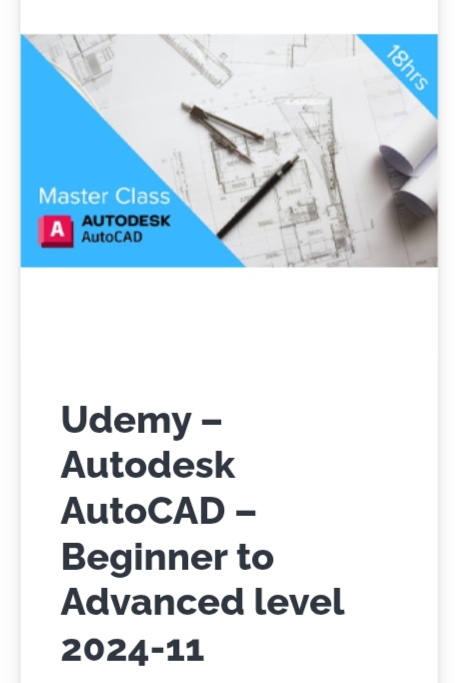 18hrs
Master Class
A AUTODESK
AutoCAD
Udemy –
Autodesk
AutoCAD –
Beginner to
Advanced level
2024-11